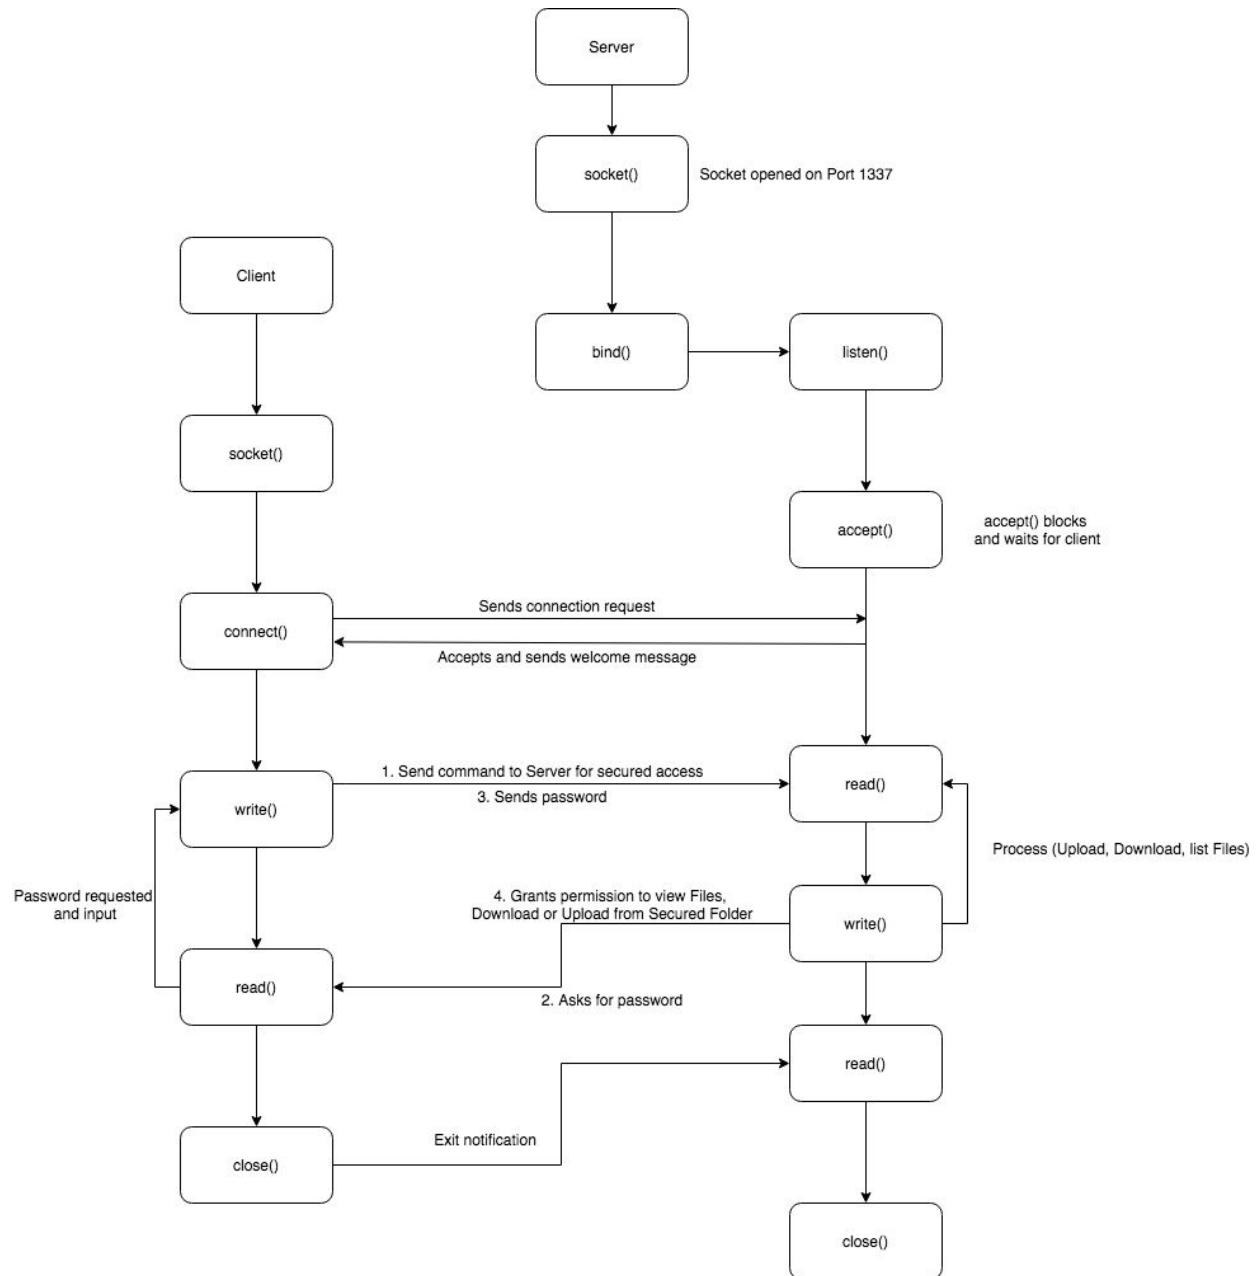 Server
socket()
Socket opened on Port 1337
Client
bind()
listen()
socket()
accept()
accept() blocks
and waits for client
connect()
Sends connection request
Accepts and sends welcome message
write()
1. Send command to Server for secured access
3. Sends password
read()
Process (Upload, Download, list Files)
Password requested
and input
4. Grants permission to view Files,
Download or Upload from Secured Folder
write()
read()
2. Asks for password
read()
Exit notification
close()
close()